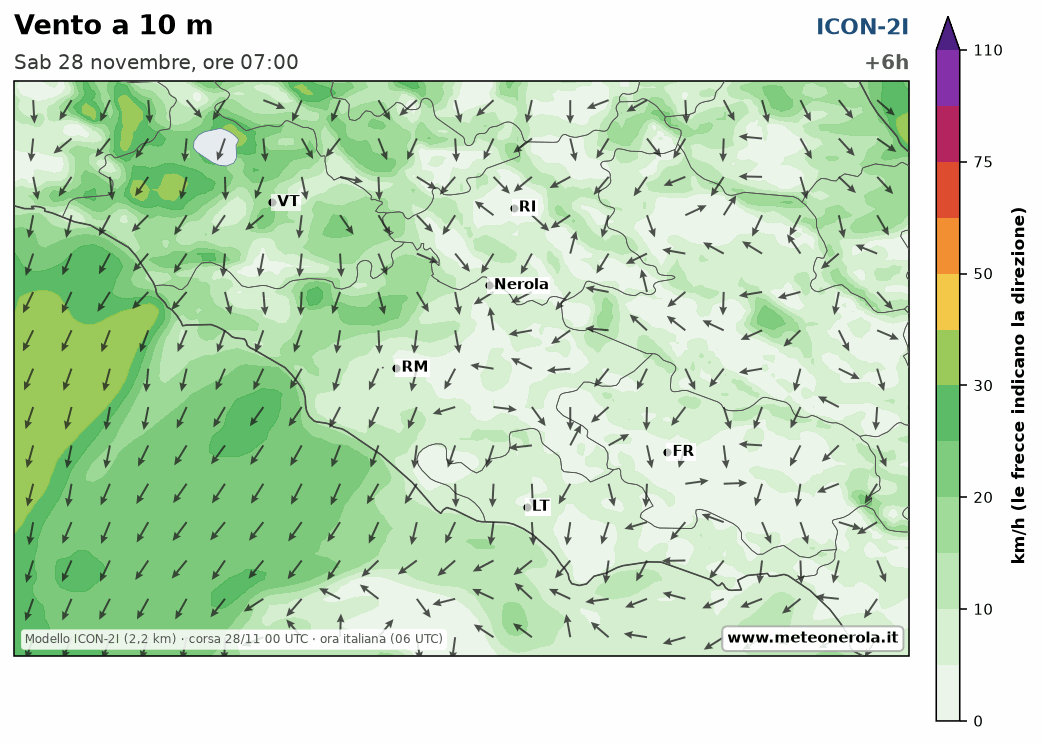 Vento a 10 m
ICON-2I
Sab 28 novembre, ore 07:00
+6h
VT
RI
Nerola
RM
FR
LT
Modello ICON-2I (2,2 km) · corsa 28/11 00 UTC · ora italiana (06 UTC)
www.meteonerola.it
110
75
50
30
20
10
0
km/h (le frecce indicano la direzione)